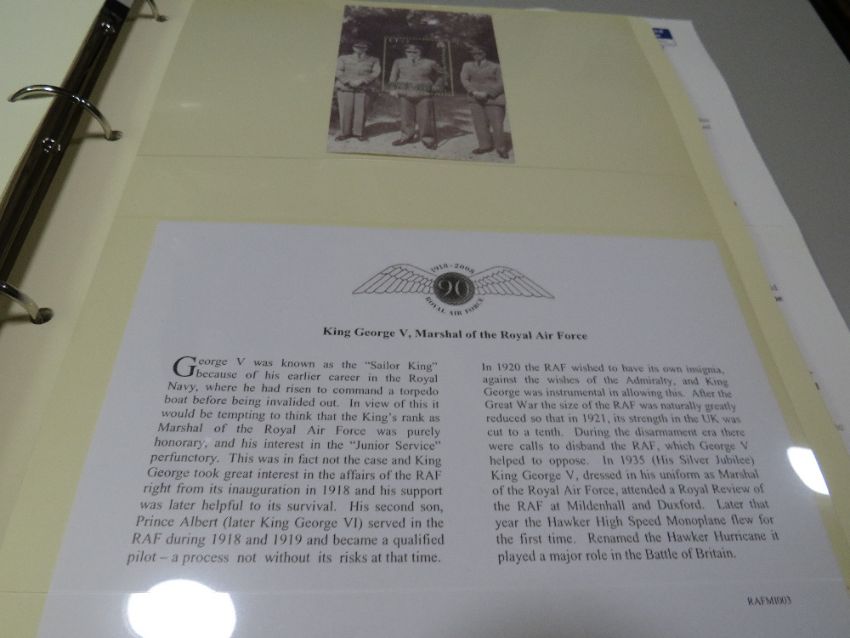 1918 - 2008
90
ROYAL AIR FORCE
King George V, Marshal of the Royal Air Force
George V was known as the "Sailor King"
because of his earlier career in the Royal
Navy, where he had risen to command a torpedo
boat before being invalided out. In view of this it
would be tempting to think that the King's rank as
Marshal of the Royal Air Force was purely
honorary, and his interest in the "Junior Service"
perfunctory. This was in fact not the case and King
George took great interest in the affairs of the RAF
right from its inauguration in 1918 and his support
was later helpful to its survival. His second son,
Prince Albert (later King George VI) served in the
RAF during 1918 and 1919 and became a qualified
pilot – a process not without its risks at that time.
In 1920 the RAF wished to have its own insignia,
against the wishes of the Admiralty, and King
George was instrumental in allowing this. After the
Great War the size of the RAF was naturally greatly
reduced so that in 1921, its strength in the UK was
cut to a tenth. During the disarmament era there
were calls to disband the RAF, which George V
helped to oppose. In 1935 (His Silver Jubilee)
King George V, dressed in his uniform as Marshal
of the Royal Air Force, attended a Royal Review of
the RAF at Mildenhall and Duxford. Later that
year the Hawker High Speed Monoplane flew for
the first time. Renamed the Hawker Hurricane it
played a major role in the Battle of Britain.
RAFMI003